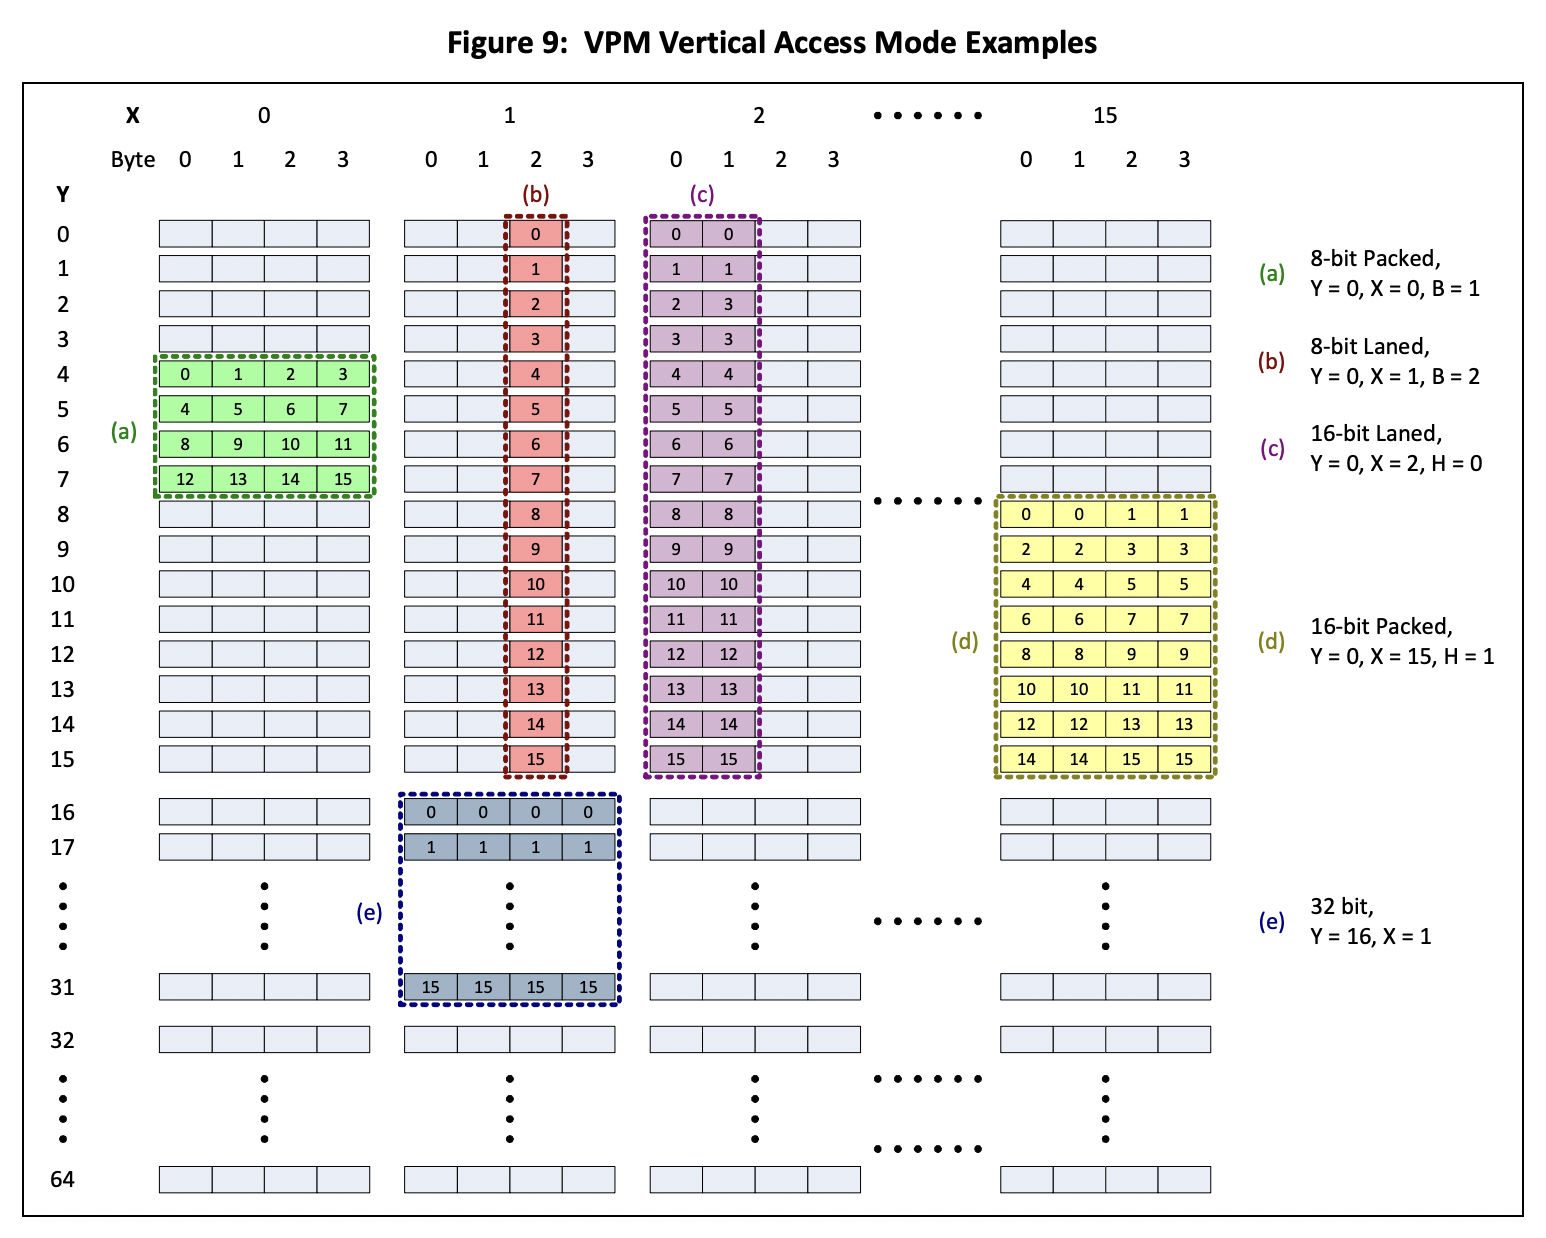 Figure 9: VPM Vertical Access Mode Examples
X 0 1 2 15
Byte 0 1 2 3 0 1 2 3 0 1 2 3 0 1 2 3
Y (b) (c)
0 0 0 0
1 1 1 1
2 2 2 3
3 3 3 3
4 0 1 2 3 4 4 4
5 4 5 6 7 5 5 5
6 8 9 10 11 6 6 6
7 12 13 14 15 7 7 7
(a)
8 8 8 8 0 0 1 1
9 9 9 9 2 2 3 3
10 10 10 10 4 4 5 5
11 11 11 11 6 6 7 7
12 12 12 12 8 8 9 9
13 13 13 13 10 10 11 11
14 14 14 14 12 12 13 13
15 15 15 15 14 14 15 15
(d)
16 0 0 0 0
17 1 1 1 1
(e)
31 15 15 15 15
32
64
(a) 8-bit Packed,
Y = 0, X = 0, B = 1
(b) 8-bit Laned,
Y = 0, X = 1, B = 2
(c) 16-bit Laned,
Y = 0, X = 2, H = 0
(d) 16-bit Packed,
Y = 0, X = 15, H = 1
(e) 32 bit,
Y = 16, X = 1